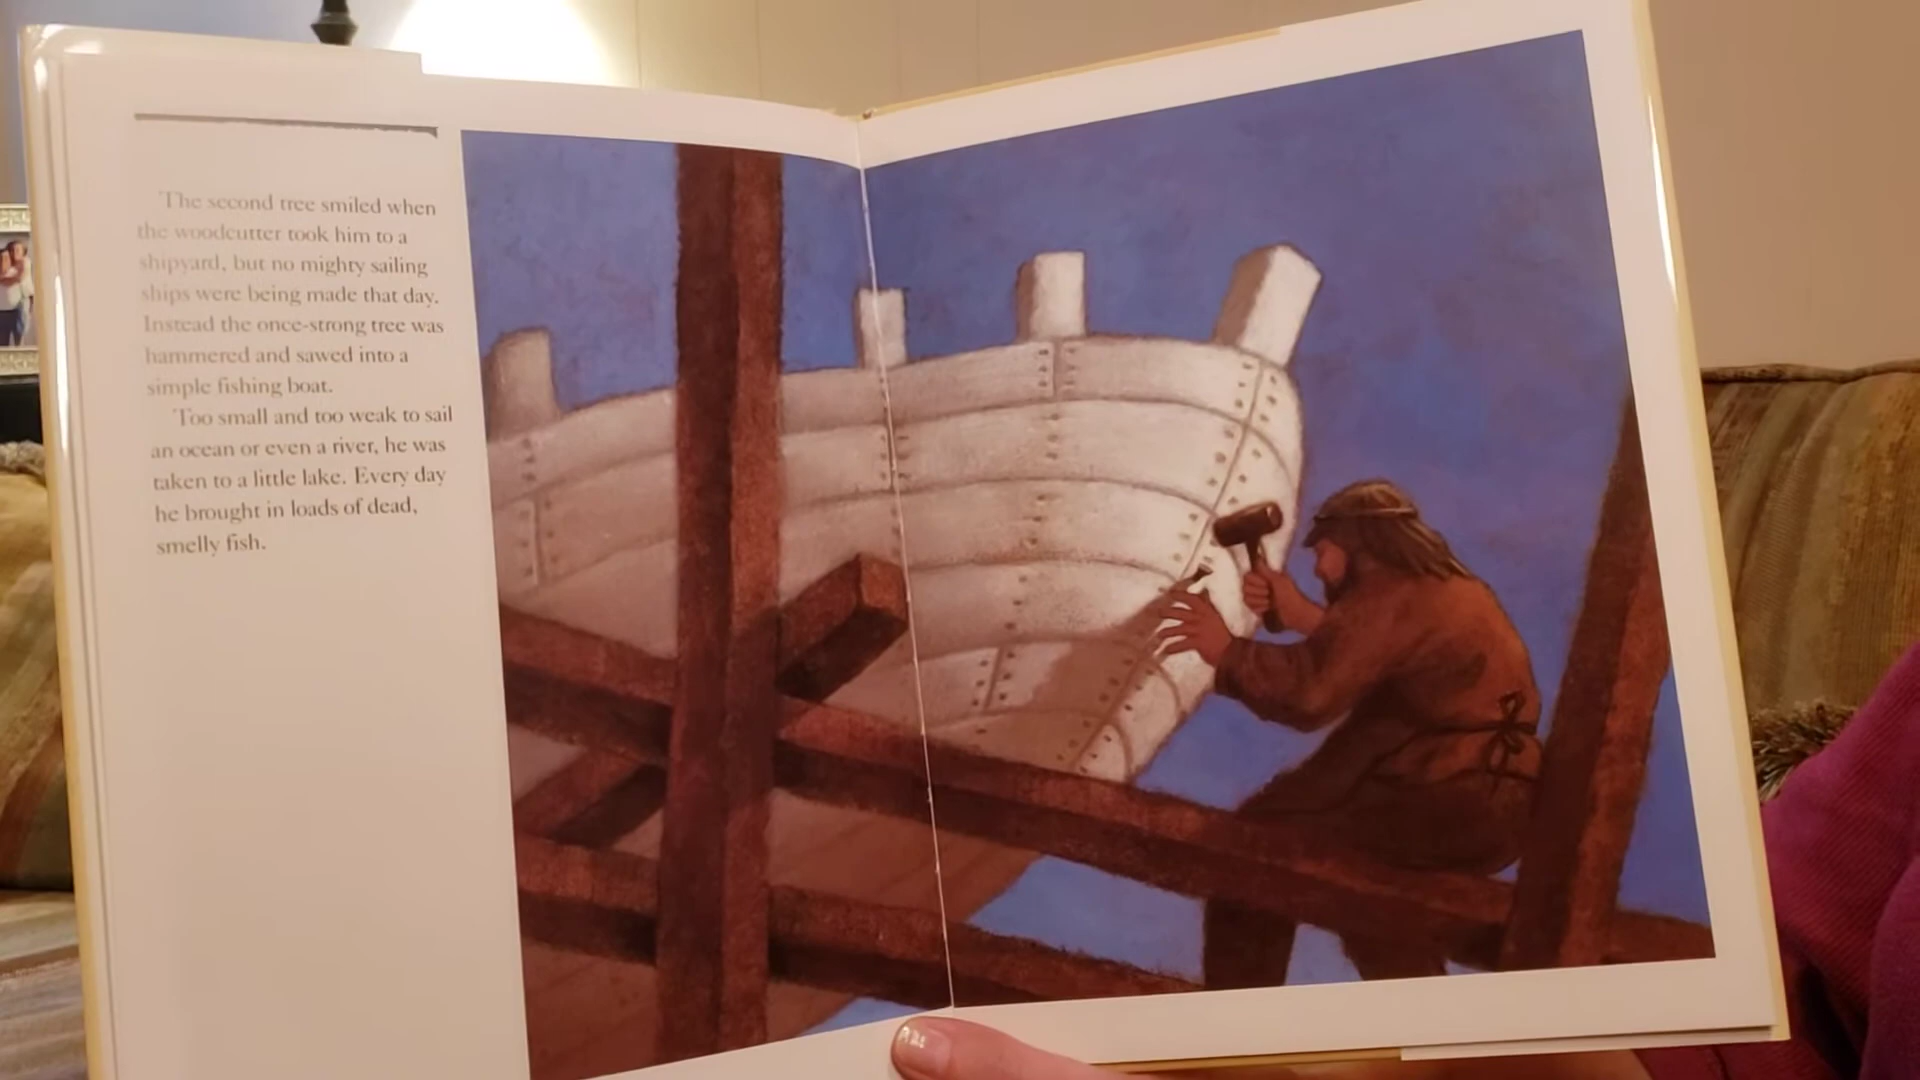 The second tree smiled when
the woodcutter took him to a
shipyard, but no mighty sailing
ships were being made that day.
Instead the once-strong tree was
hammered and sawed into a
simple fishing boat.
Too small and too weak to sail
an ocean or even a river, he was
taken to a little lake. Every day
he brought in loads of dead,
smelly fish.